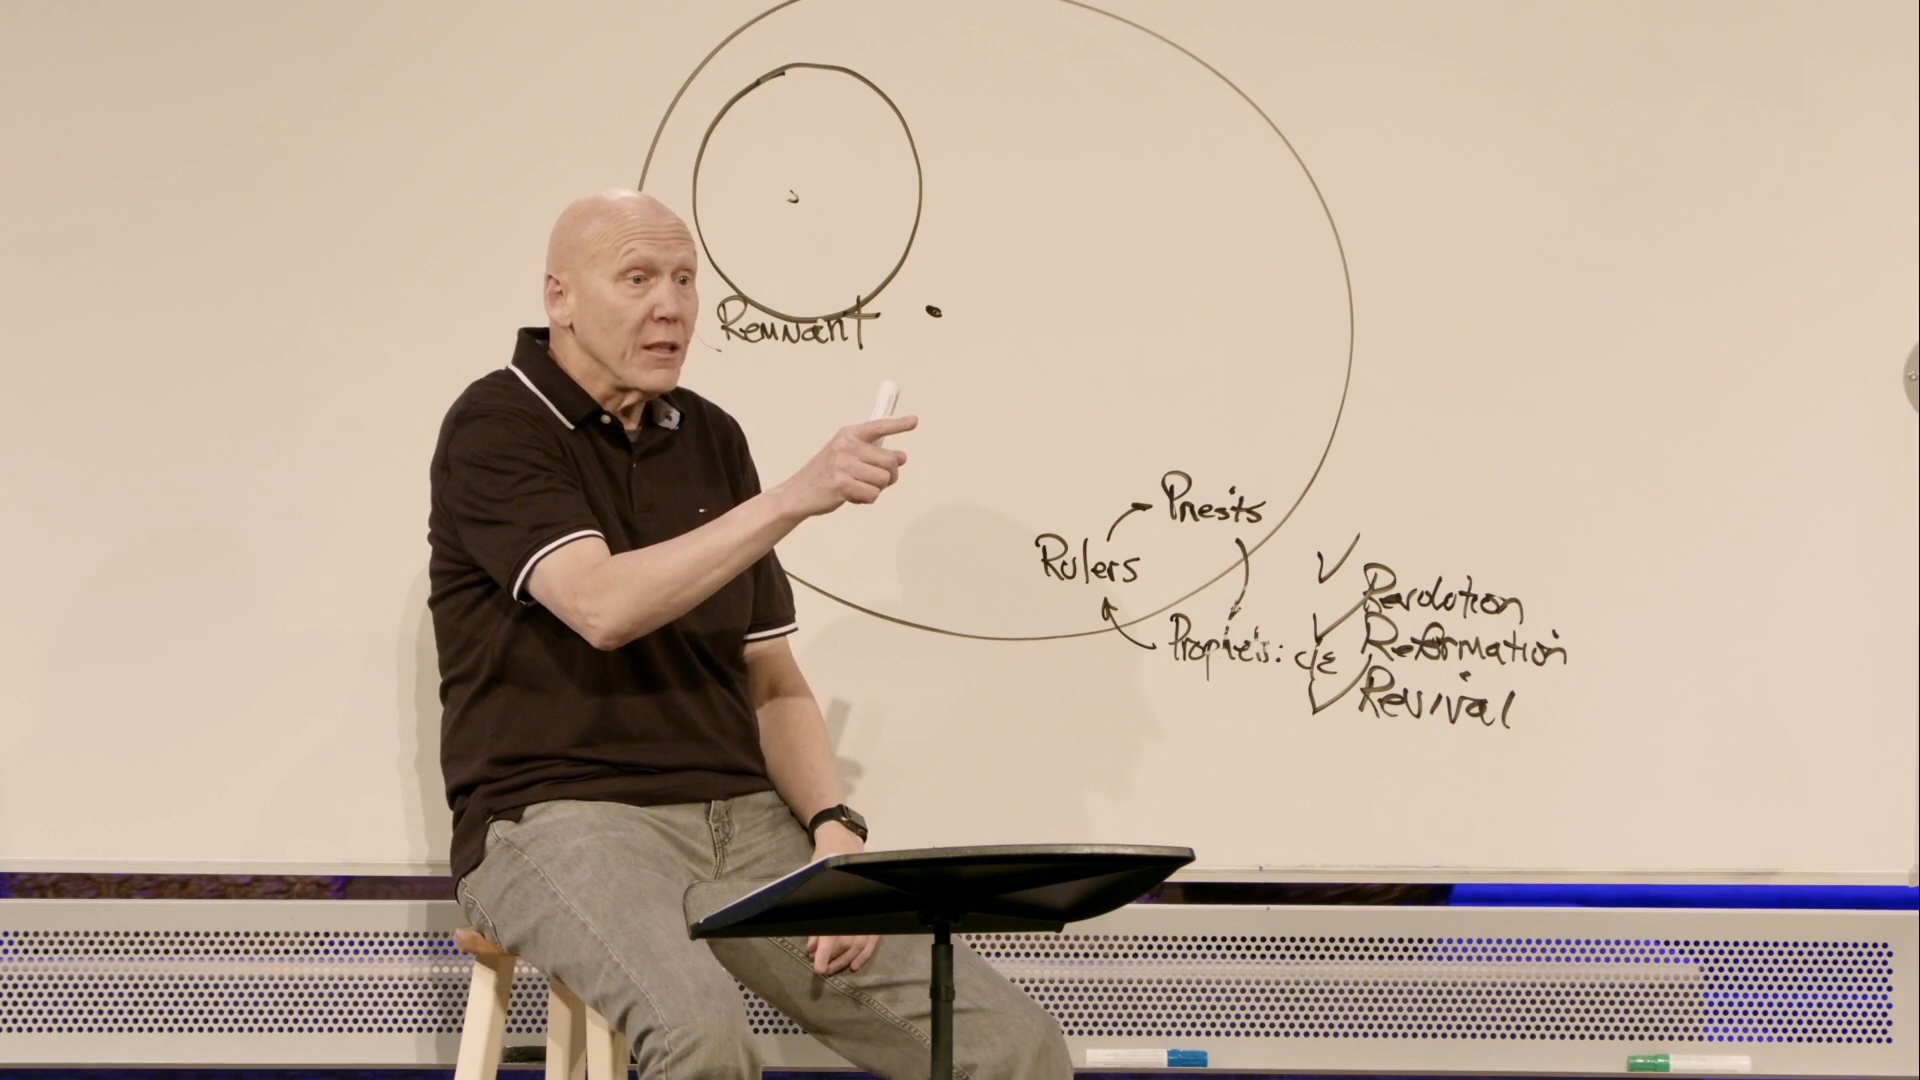 Remnant
Priests
Rulers
Prophets: c/e
Revolution
Reformation
Revival